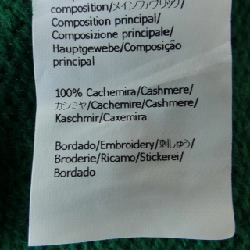 composition/メインファブリック/
Composition principal/
Composizione principale/
Hauptgewebe/Composição
principal
100% Cachemira/Cashmere/
カシミヤ/Cachemire/Cashmere/
Kaschmir/Caxemira
Bordado/Embroidery/刺しゅう/
Broderie/Ricamo/Stickerei/
Bordado